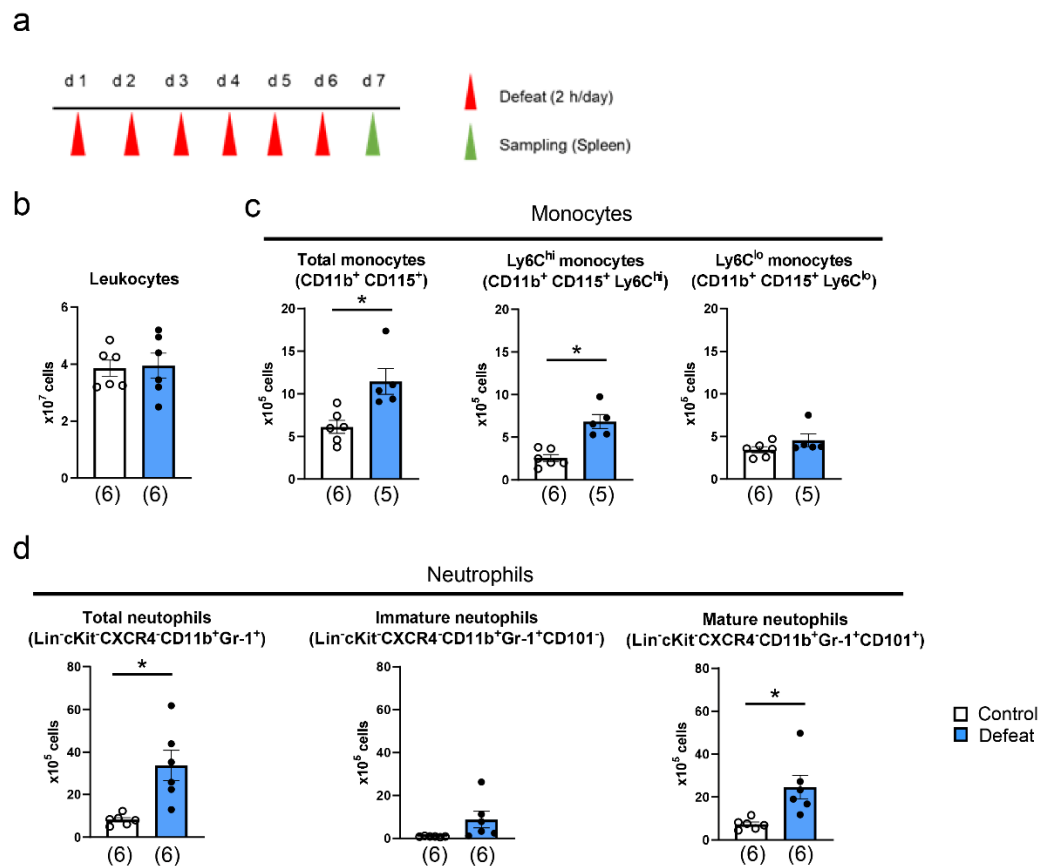 a
d 1 d 2 d 3 d 4 d 5 d 6 d 7
Defeat (2 h/day)
Sampling (Spleen)
b
Leukocytes
x10⁷ cells
6
4
2
0
(6) (6)
c
Monocytes
Total monocytes
(CD11b⁺ CD115⁺)
x10⁵ cells
20
15
10
5
0
*
(6) (5)
Ly6Cʰⁱ monocytes
(CD11b⁺ CD115⁺ Ly6Cʰⁱ)
x10⁵ cells
20
15
10
5
0
*
(6) (5)
Ly6Cˡᵒ monocytes
(CD11b⁺ CD115⁺ Ly6Cˡᵒ)
x10⁵ cells
20
15
10
5
0
(6) (5)
d
Neutrophils
Total neutophils
(Lin⁻cKit⁻CXCR4⁻CD11b⁺Gr-1⁺)
x10⁵ cells
80
60
40
20
0
*
(6) (6)
Immature neutophils
(Lin⁻cKit⁻CXCR4⁻CD11b⁺Gr-1⁺CD101⁻)
x10⁵ cells
80
60
40
20
0
(6) (6)
Mature neutophils
(Lin⁻cKit⁻CXCR4⁻CD11b⁺Gr-1⁺CD101⁺)
x10⁵ cells
80
60
40
20
0
*
(6) (6)
Control
Defeat